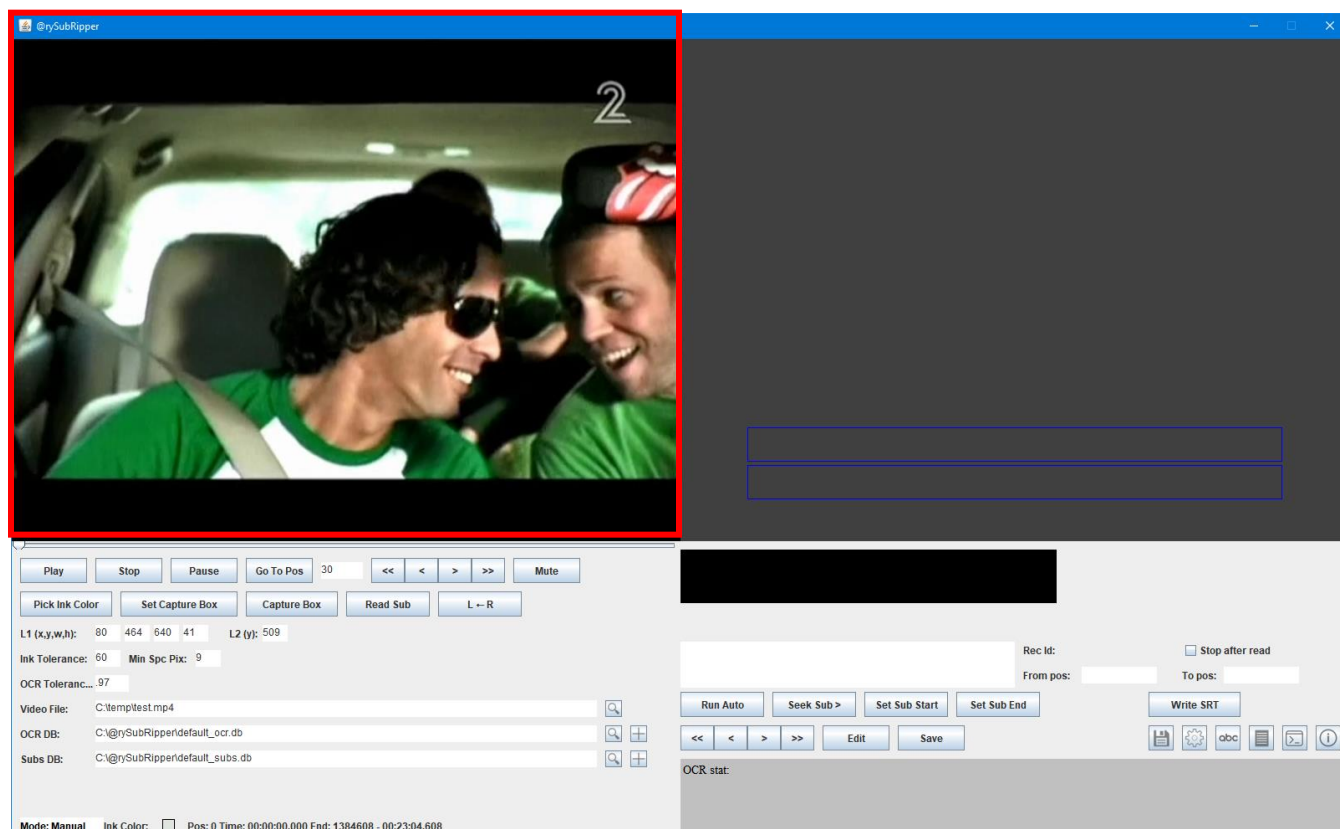 @rySubRipper
2
Play Stop Pause Go To Pos 30 << < > >> Mute
Pick Ink Color Set Capture Box Capture Box Read Sub L←R
L1 (x,y,w,h): 80 464 640 41 L2 (y): 509
Ink Tolerance: 60 Min Spc Pix: 9
OCR Toleranc... .97
Video File: C:\temp\test.mp4
OCR DB: C:\@rySubRipper\default_ocr.db
Subs DB: C:\@rySubRipper\default_subs.db
Mode: Manual Ink Color: Pos: 0 Time: 00:00:00.000 End: 1384608 - 00:23:04.608
Rec Id: Stop after read
From pos: To pos:
Run Auto Seek Sub > Set Sub Start Set Sub End Write SRT
<< < > >> Edit Save abc
OCR stat: